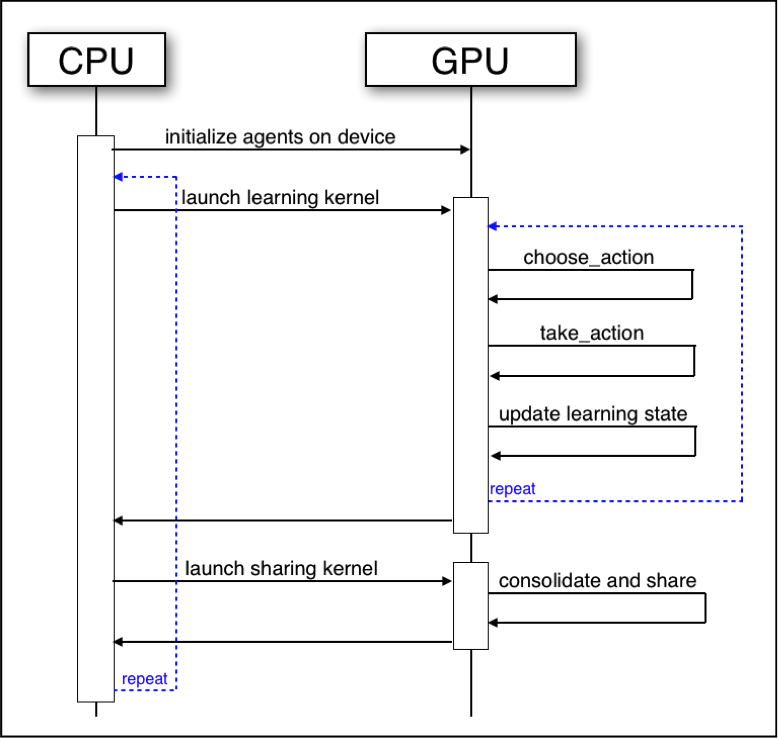 CPU
GPU
initialize agents on device
launch learning kernel
choose_action
take_action
update learning state
repeat
launch sharing kernel
consolidate and share
repeat